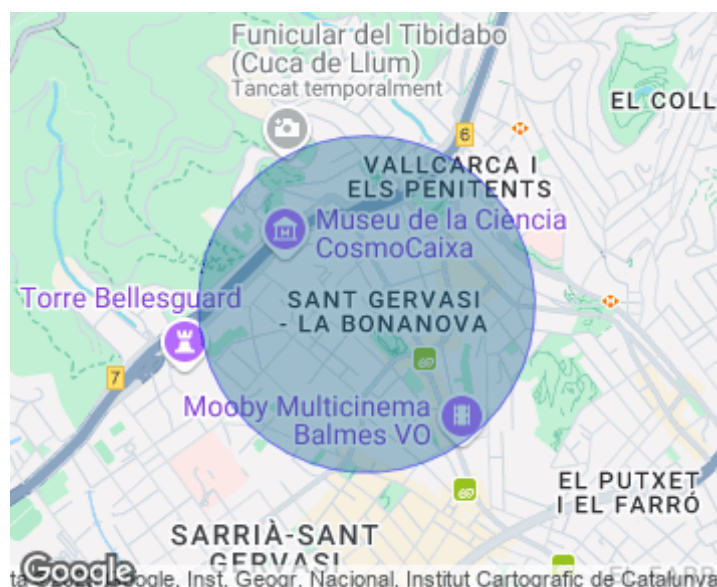 Funicular del Tibidabo
(Cuca de Llum)
Tancat temporalment
EL COLL
6
VALLCARCA I
ELS PENITENTS
Museu de la Ciència
CosmoCaixa
Torre Bellesguard
SANT GERVASI
- LA BONANOVA
7
Mooby Multicinema
Balmes VO
EL PUTXET
I EL FARRÓ
SARRIÀ-SANT
GERVASI
Google
Inst. Geogr. Nacional, Institut Cartogràfic de Catalunya